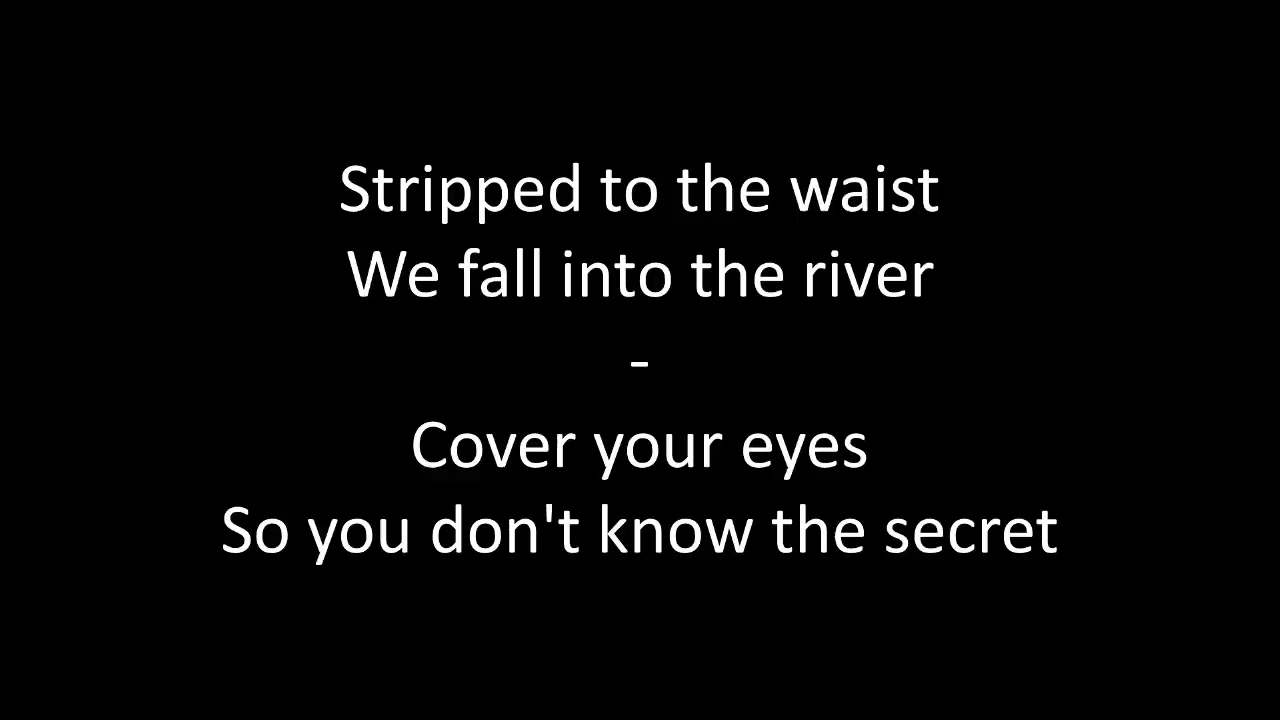 Stripped to the waist
We fall into the river
-
Cover your eyes
So you don't know the secret